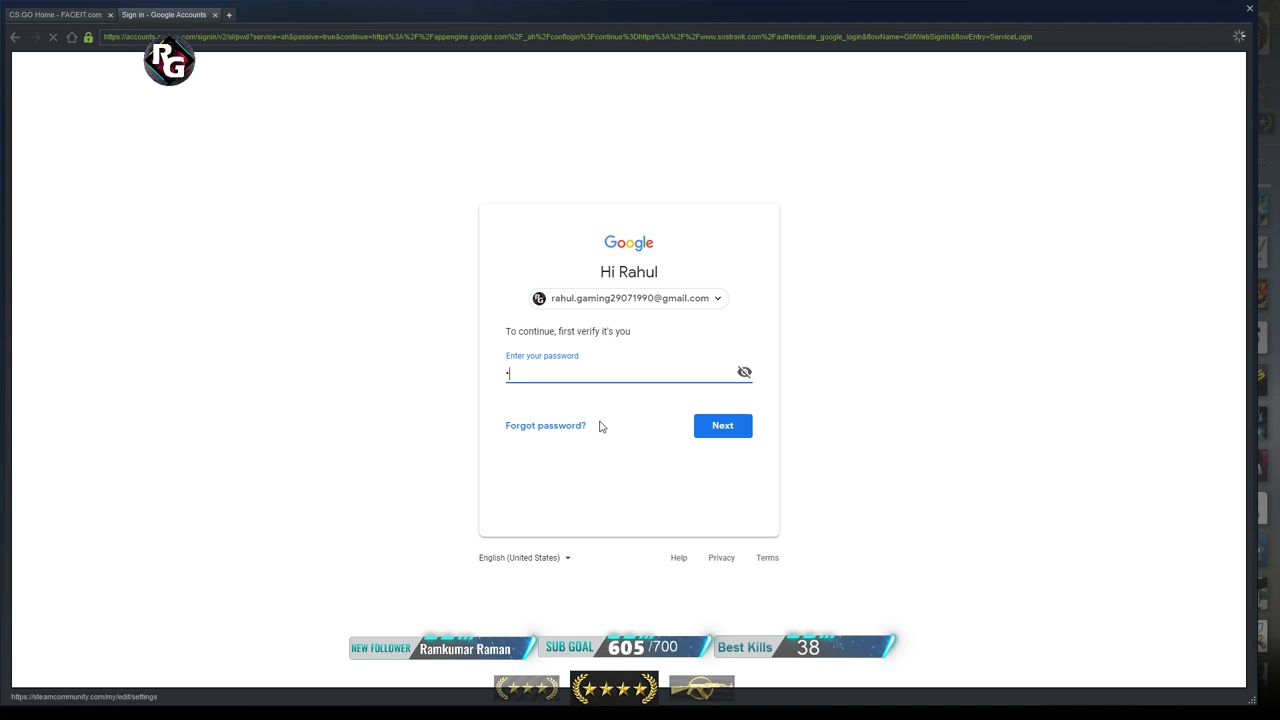 CS:GO Home - FACEIT.com
Sign in - Google Accounts
RG
Google
Hi Rahul
rahul.gaming29071990@gmail.com
To continue, first verify it's you
Enter your password
Forgot password?
Next
English (United States)
Help
Privacy
Terms
NEW FOLLOWER
Ramkumar Raman
SUB GOAL
605/700
Best Kills
38
https://steamcommunity.com/my/edit/settings